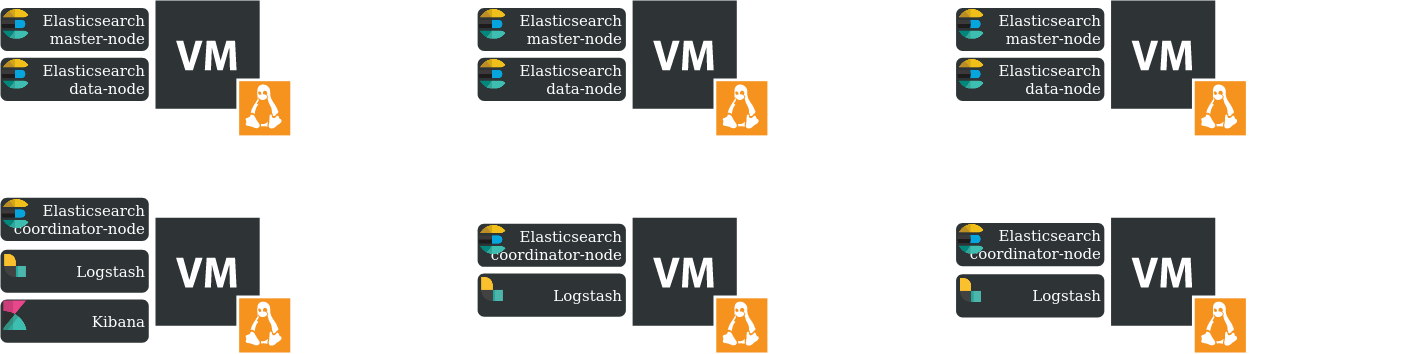 Elasticsearch
master-node
Elasticsearch
data-node
VM
Elasticsearch
master-node
Elasticsearch
data-node
VM
Elasticsearch
master-node
Elasticsearch
data-node
VM
Elasticsearch
coordinator-node
Logstash
Kibana
VM
Elasticsearch
coordinator-node
Logstash
VM
Elasticsearch
coordinator-node
Logstash
VM